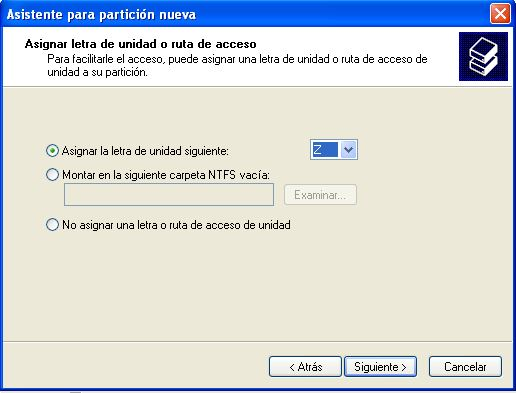 Asistente para partición nueva
Asignar letra de unidad o ruta de acceso
Para facilitarle el acceso, puede asignar una letra de unidad o ruta de acceso de
unidad a su partición.
Asignar la letra de unidad siguiente:
Z
Montar en la siguiente carpeta NTFS vacía:
Examinar...
No asignar una letra o ruta de acceso de unidad
< Atrás
Siguiente >
Cancelar